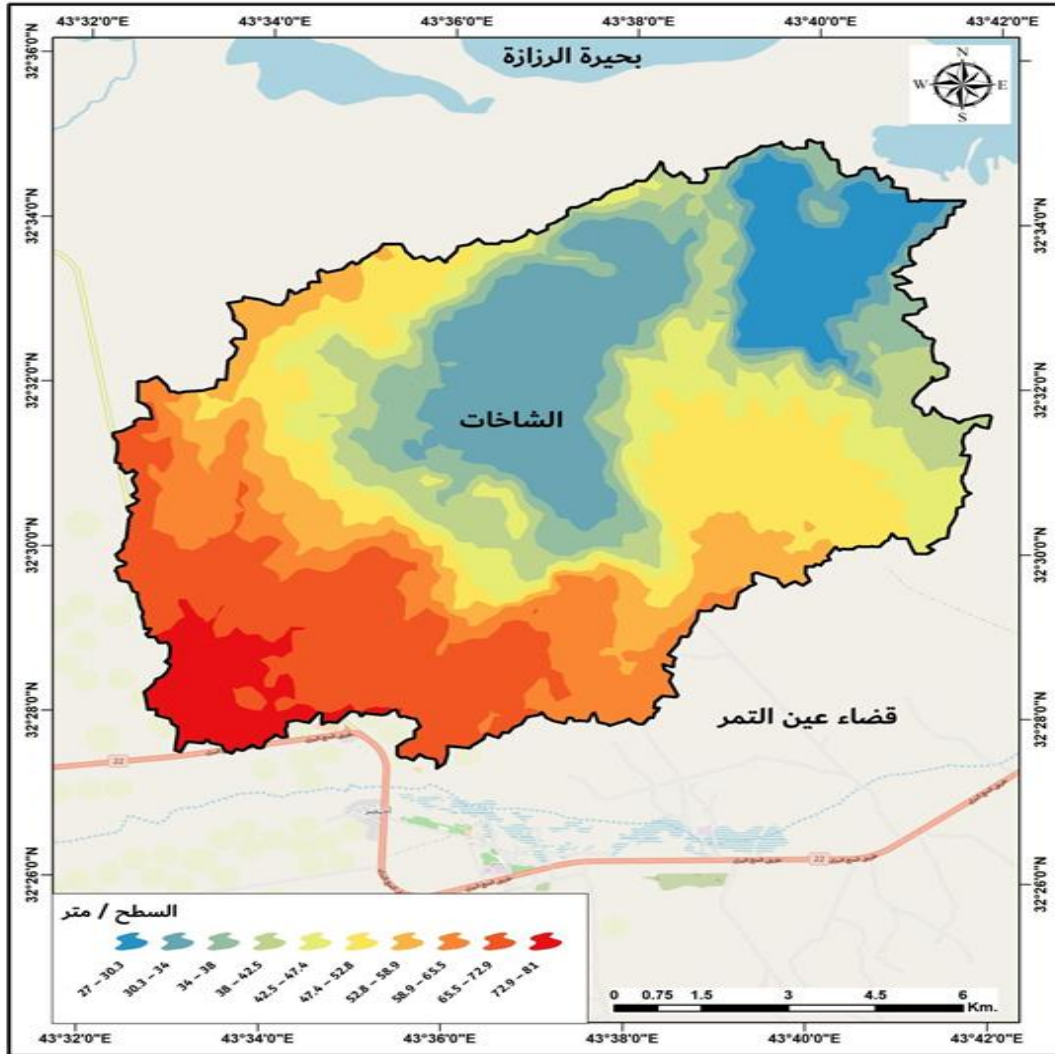 43°32'0"E 43°34'0"E 43°36'0"E 43°38'0"E 43°40'0"E 43°42'0"E
32°36'0"N
بحيرة الرزازة
N
W E
S
32°34'0"N 32°34'0"N
32°32'0"N 32°32'0"N
الشاخات
32°30'0"N 32°30'0"N
32°28'0"N 32°28'0"N
قضاء عين التمر
22
22
32°26'0"N 32°26'0"N
السطح / متر
27 – 30.3
30.3 – 34
34 – 38
38 – 42.5
42.5 – 47.4
47.4 – 52.8
52.8 – 58.9
58.9 – 65.5
65.5 – 72.9
72.9 – 81
0 0.75 1.5 3 4.5 6
Km.
43°32'0"E 43°34'0"E 43°36'0"E 43°38'0"E 43°40'0"E 43°42'0"E